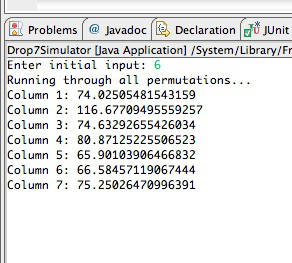 Problems @ Javadoc Declaration JUnit
Drop7Simulator [Java Application] /System/Library/Fr
Enter initial input: 6
Running through all permutations...
Column 1: 74.02505481543159
Column 2: 116.67709495559257
Column 3: 74.63292655426034
Column 4: 80.87125225506523
Column 5: 65.90103906466832
Column 6: 66.58457119067444
Column 7: 75.25026470996391